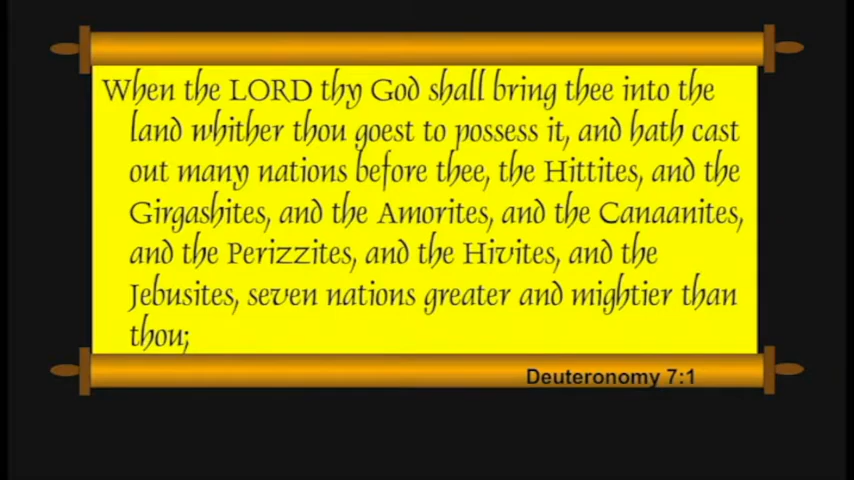 When the LORD thy God shall bring thee into the
land whither thou goest to possess it, and hath cast
out many nations before thee, the Hittites, and the
Girgashites, and the Amorites, and the Canaanites,
and the Perizzites, and the Hivites, and the
Jebusites, seven nations greater and mightier than
thou;
Deuteronomy 7:1